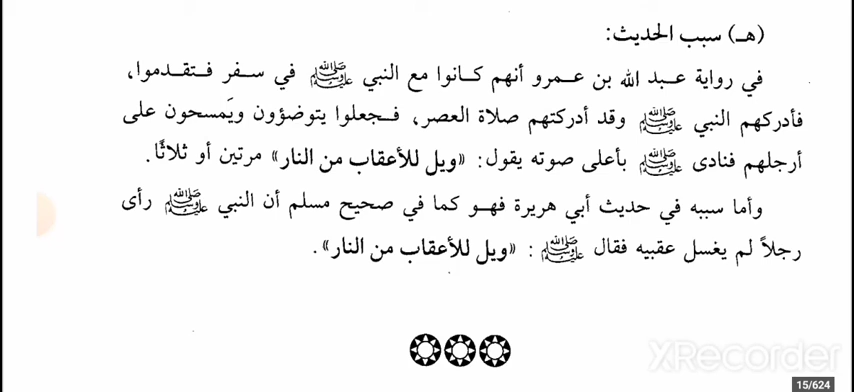 (هـ) سبب الحديث:
في رواية عبد الله بن عمرو أنهم كانوا مع النبي ﷺ في سفر فتقدموا،
فأدركهم النبي ﷺ وقد أدركتهم صلاة العصر، فجعلوا يتوضؤون ويَمسحون على
أرجلهم فنادى ﷺ بأعلى صوته يقول: «ويل للأعقاب من النار» مرتين أو ثلاثًا.
وأما سببه في حديث أبي هريرة فهو كما في صحيح مسلم أن النبي ﷺ رأى
رجلاً لم يغسل عقبيه فقال ﷺ: «ويل للأعقاب من النار».
XRecorder
15/624